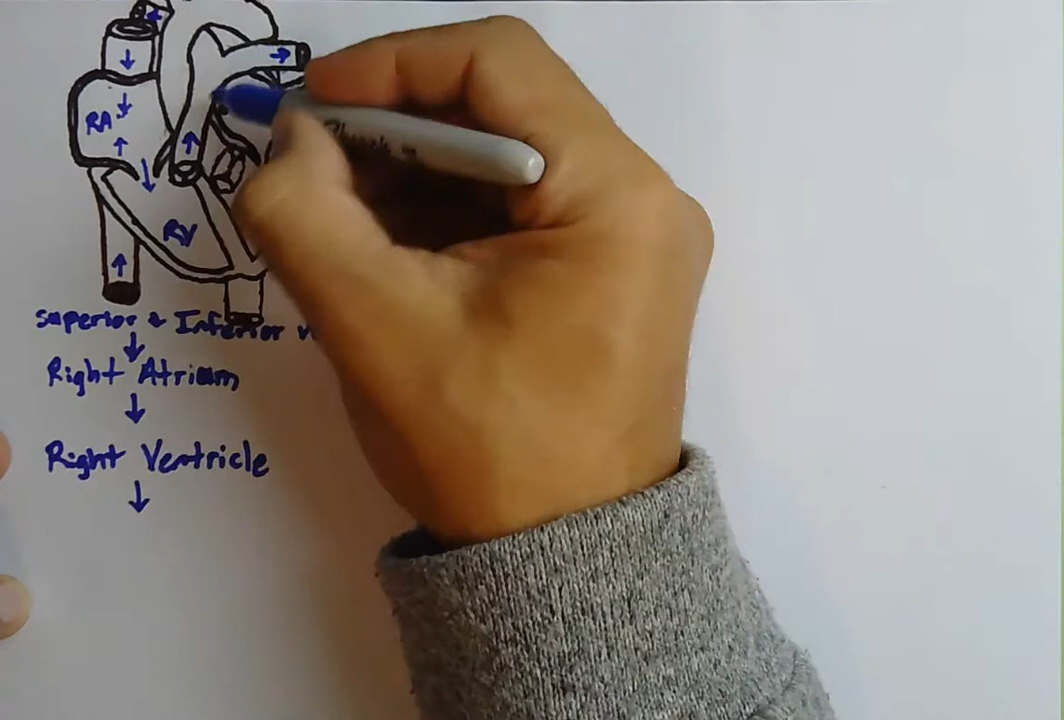 RA
RV
Superior & Inferior
Right Atrium
Right Ventricle